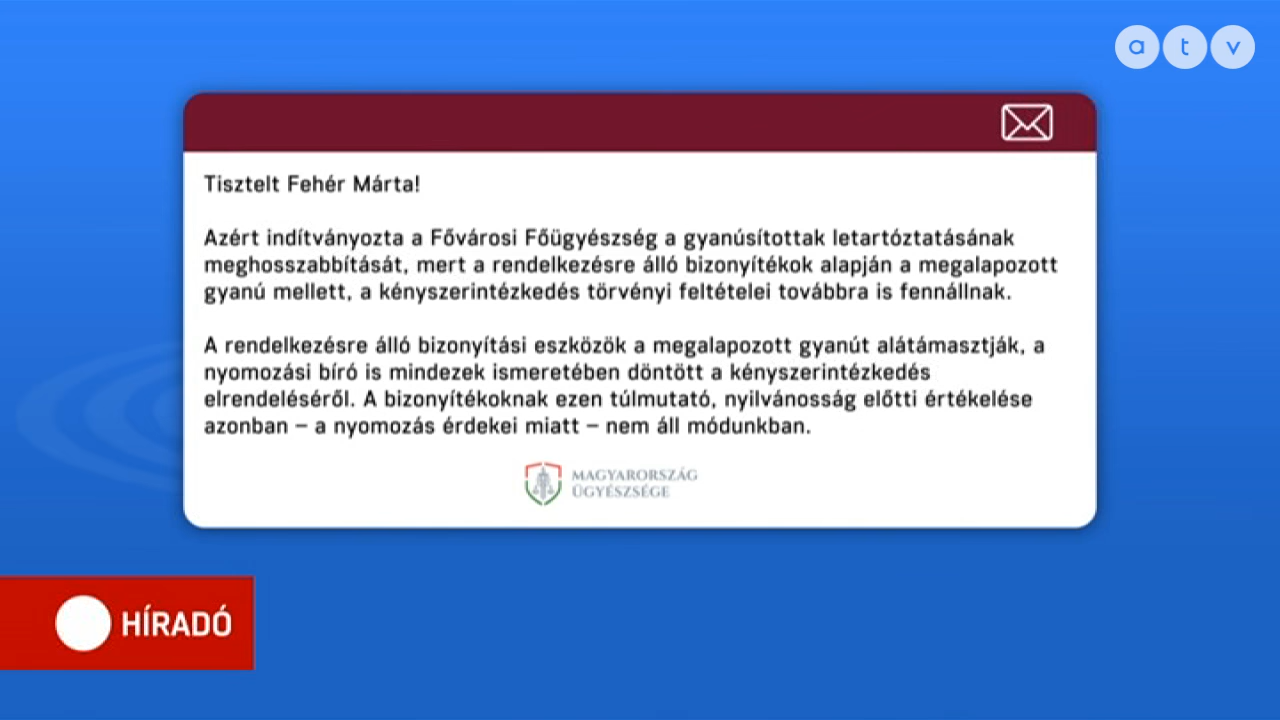 atv
Tisztelt Fehér Márta!
Azért indítványozta a Fővárosi Főügyészség a gyanúsítottak letartóztatásának
meghosszabbítását, mert a rendelkezésre álló bizonyítékok alapján a megalapozott
gyanú mellett, a kényszerintézkedés törvényi feltételei továbbra is fennállnak.
A rendelkezésre álló bizonyítási eszközök a megalapozott gyanút alátámasztják, a
nyomozási bíró is mindezek ismeretében döntött a kényszerintézkedés
elrendeléséről. A bizonyítékoknak ezen túlmutató, nyilvánosság előtti értékelése
azonban – a nyomozás érdekei miatt – nem áll módunkban.
MAGYARORSZÁG
ÜGYÉSZSÉGE
HÍRADÓ